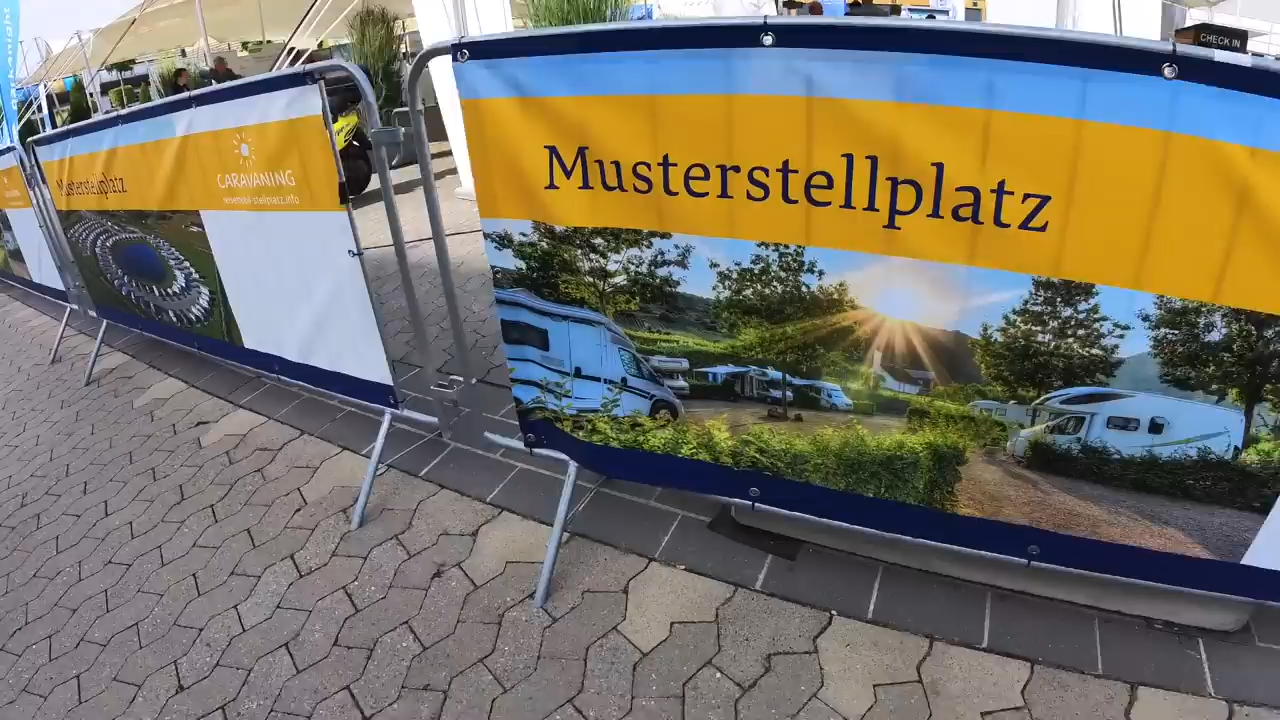 CHECK IN
Musterstellplatz
Musterstellplatz
CARAVANING
reisemobil-stellplatz.info